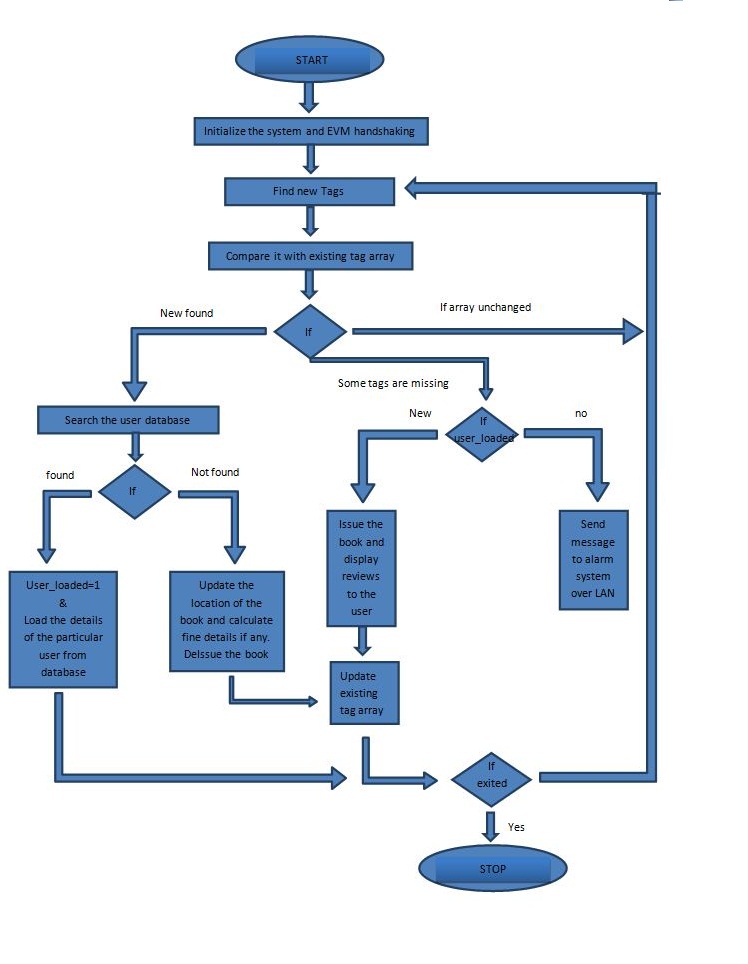 START
Initialize the system and EVM handshaking
Find new Tags
Compare it with existing tag array
If array unchanged
New found
If
Some tags are missing
Search the user database
New
If
user_loaded
no
found
If
Not found
Issue the
book and
display
reviews
to the
user
Send
message
to alarm
system
over LAN
User_loaded=1
&
Load the details
of the particular
user from
database
Update the
location of the
book and calculate
fine details if any.
DeIssue the book
Update
existing
tag array
If
exited
Yes
STOP